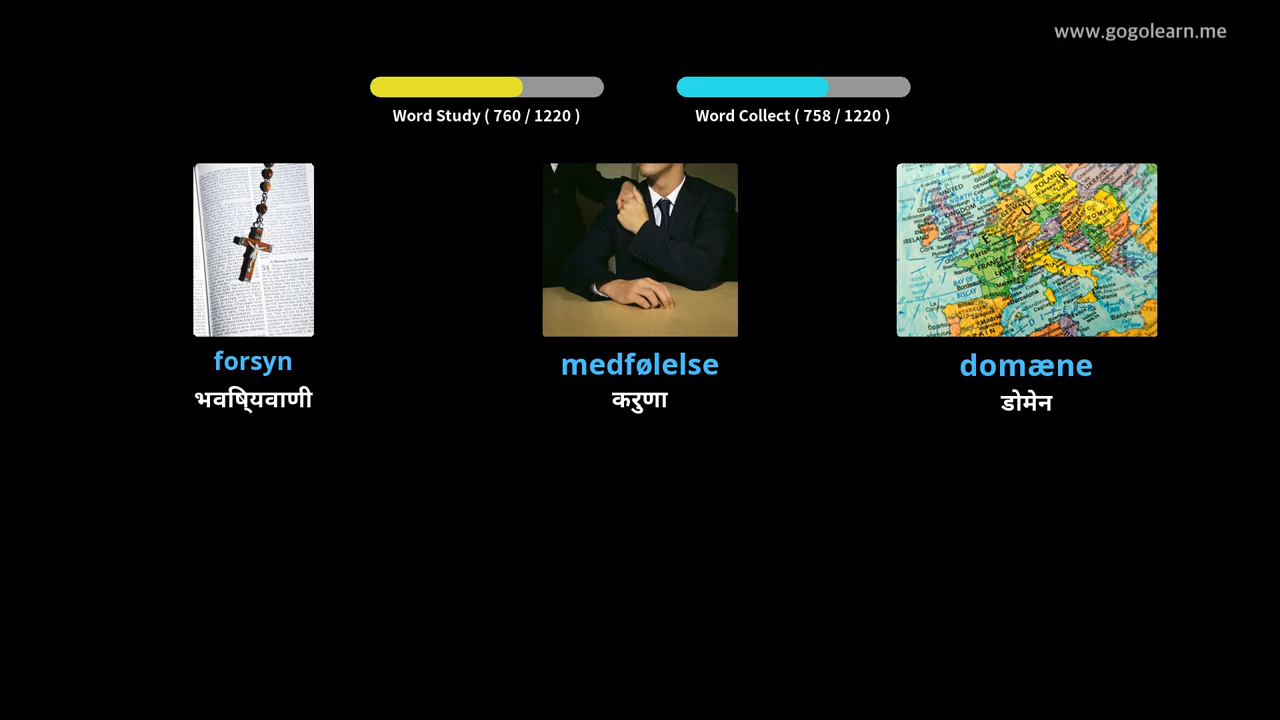 www.gogolearn.me
Word Study ( 760 / 1220 )
Word Collect ( 758 / 1220 )
forsyn
भविष्यवाणी
medfølelse
करुणा
domæne
डोमेन